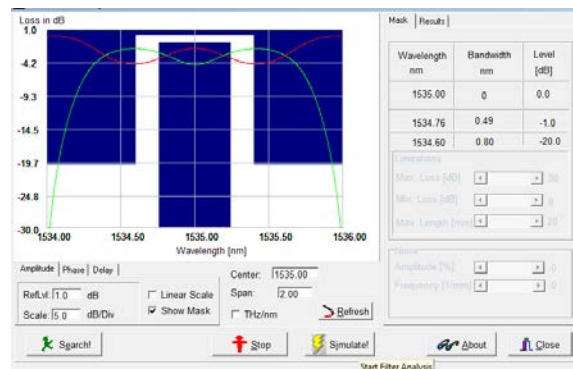 Loss in dB
1.0
-4.2
-9.3
-14.5
-19.7
-24.8
-30.0
1534.00 1534.50 1535.00 1535.50 1536.00
Wavelength [nm]
Amplitude Phase Delay
RefLvl: 1.0 dB
Scale: 5.0 dB/Div
Linear Scale
Show Mask
Center: 1535.00
Span: 2.00
THz/nm
Refresh
Mask Results
Wavelength nm Bandwidth nm Level [dB]
1535.00 0 0.0
1534.76 0.49 -1.0
1534.60 0.80 -20.0
Limitations
Max. Loss [dB] 30
Min. Loss [dB] 0
Max. Length [mm] 20
Noise
Amplitude [%] 0
Frequency [1/mm] 0
Search! Stop Simulate! About Close
Start Filter Analysis